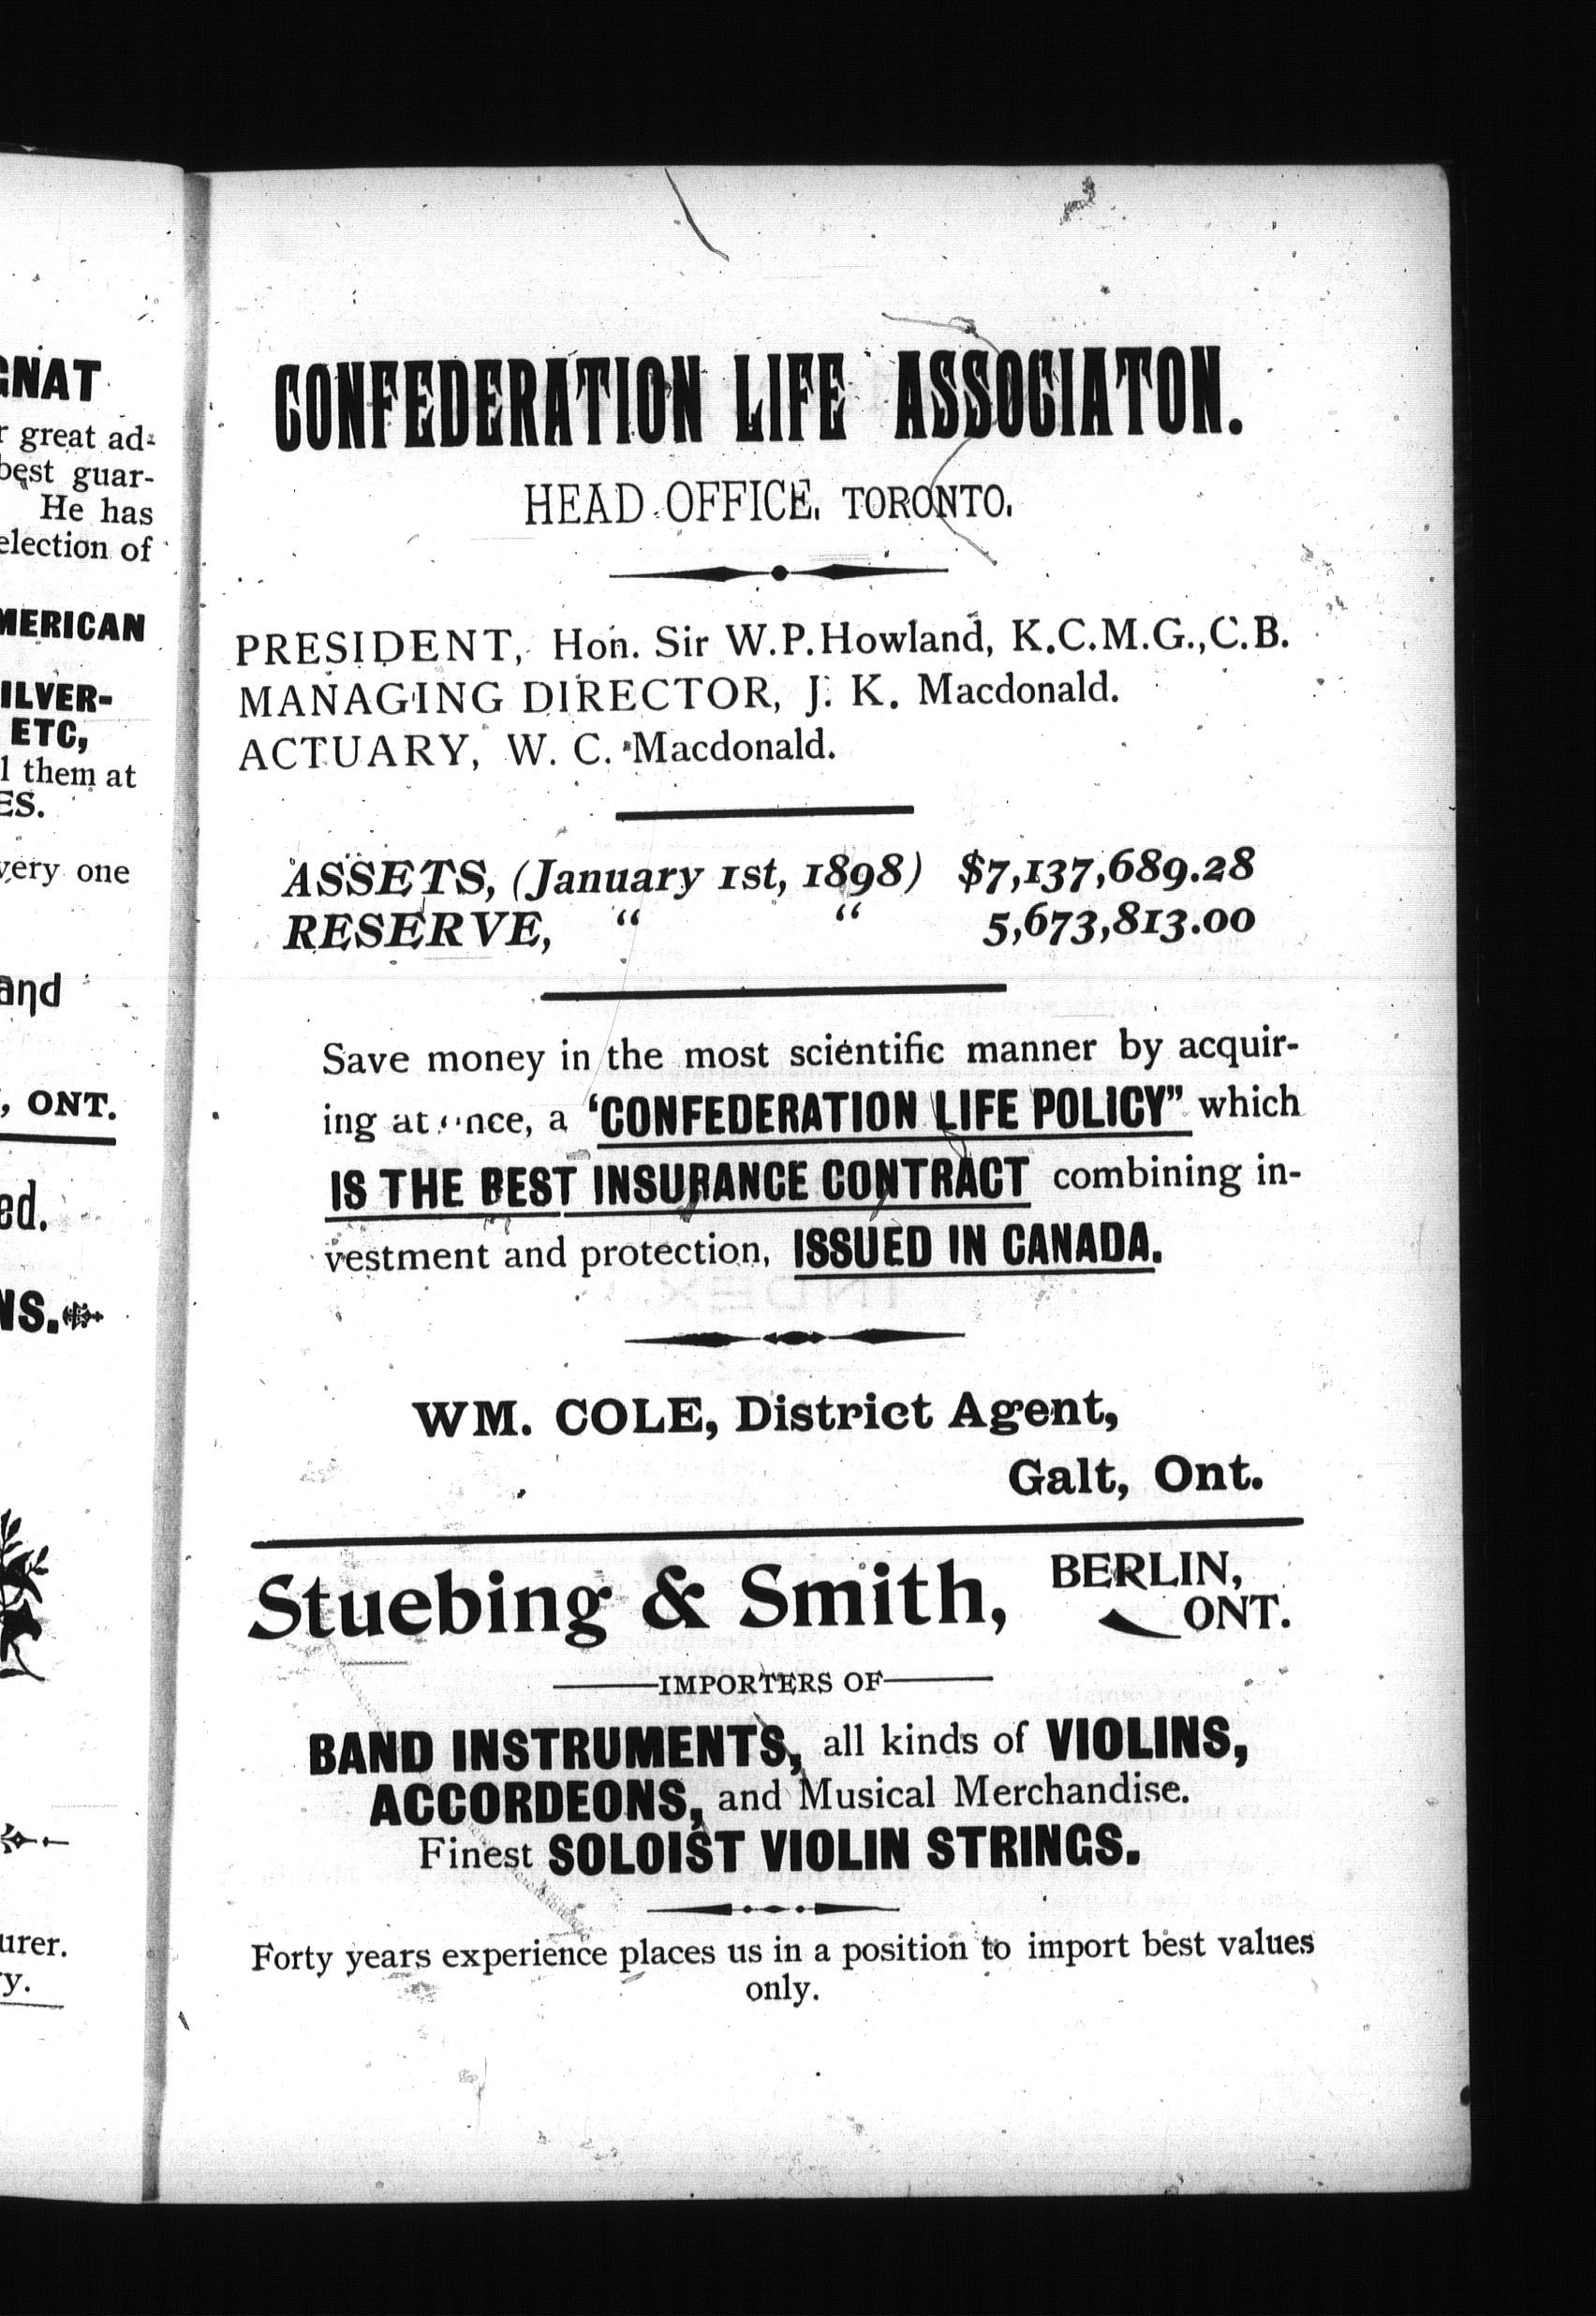 GNAT
r great ad-
best guar-
He has
election of
MERICAN
ILVER-
ETC,
l them at
ES.
very one
and
, ONT.
ed.
NS.
urer.
y.
CONFEDERATION LIFE ASSOCIATON.
HEAD OFFICE, TORONTO.
PRESIDENT, Hon. Sir W.P. Howland, K.C.M.G., C.B.
MANAGING DIRECTOR, J. K. Macdonald.
ACTUARY, W. C. Macdonald.
ASSETS, (January 1st, 1898) $7,137,689.28
RESERVE, “ “ 5,673,813.00
Save money in the most scientific manner by acquir-
ing at once, a ‘CONFEDERATION LIFE POLICY” which
IS THE BEST INSURANCE CONTRACT combining in-
vestment and protection, ISSUED IN CANADA.
WM. COLE, District Agent,
Galt, Ont.
Stuebing & Smith, BERLIN,
ONT.
IMPORTERS OF
BAND INSTRUMENTS, all kinds of VIOLINS,
ACCORDEONS, and Musical Merchandise.
Finest SOLOIST VIOLIN STRINGS.
Forty years experience places us in a position to import best values
only.